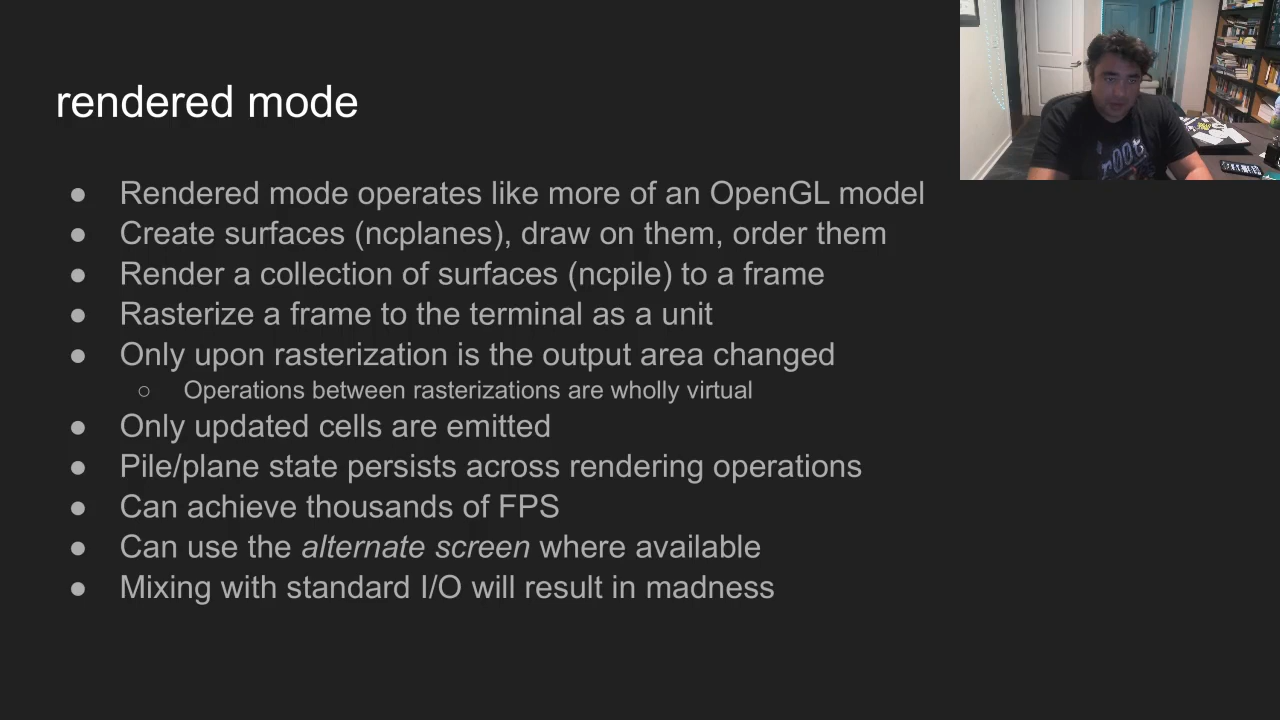 rendered mode
● Rendered mode operates like more of an OpenGL model
● Create surfaces (ncplanes), draw on them, order them
● Render a collection of surfaces (ncpile) to a frame
● Rasterize a frame to the terminal as a unit
● Only upon rasterization is the output area changed
○ Operations between rasterizations are wholly virtual
● Only updated cells are emitted
● Pile/plane state persists across rendering operations
● Can achieve thousands of FPS
● Can use the alternate screen where available
● Mixing with standard I/O will result in madness
r00t